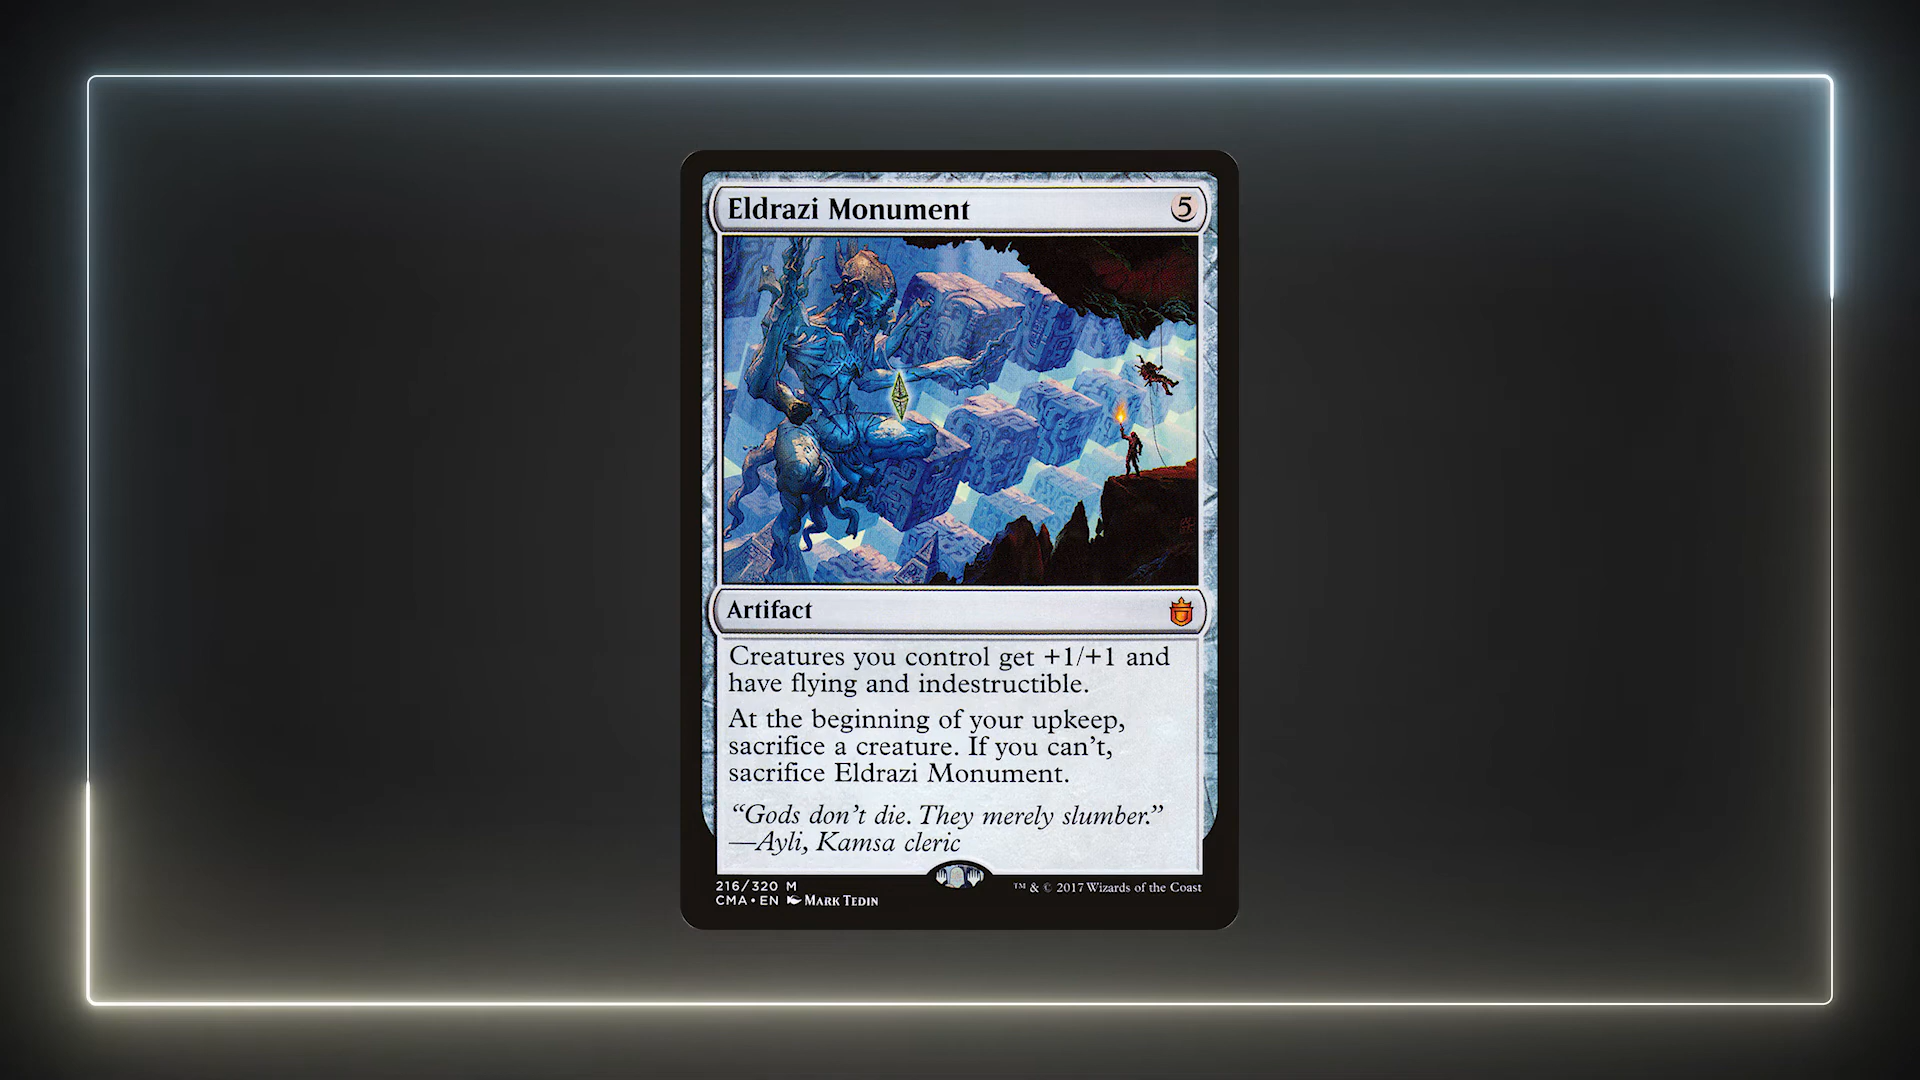 Eldrazi Monument 5
Artifact
Creatures you control get +1/+1 and
have flying and indestructible.
At the beginning of your upkeep,
sacrifice a creature. If you can't,
sacrifice Eldrazi Monument.
“Gods don't die. They merely slumber.”
—Ayli, Kamsa cleric
216/320 M
CMA • EN Mark Tedin
™ & © 2017 Wizards of the Coast